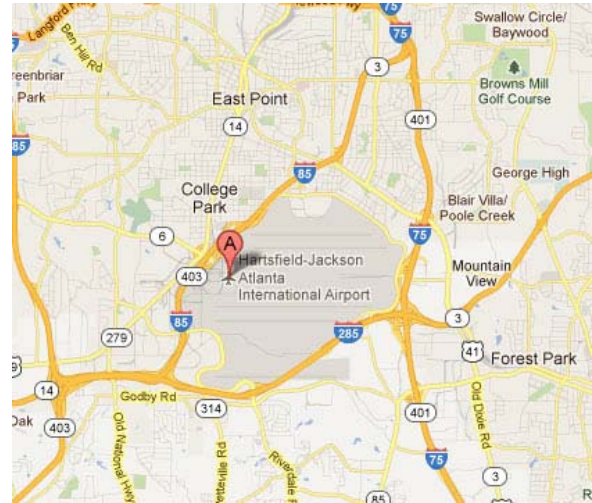 Swallow Circle/
Baywood
75
Langford Pkwy
Ben Hill Rd
3
Browns Mill
Golf Course
Park
East Point
14
401
85
85
George High
College
Park
Blair Villa/
Poole Creek
6
75
A
Hartsfield-Jackson
Atlanta
International Airport
403
Mountain
View
85
285
3
279
41
Forest Park
14
Godby Rd
314
401
Old Dixie Rd
403
Old National Hwy
Riverdale Rd
75
85